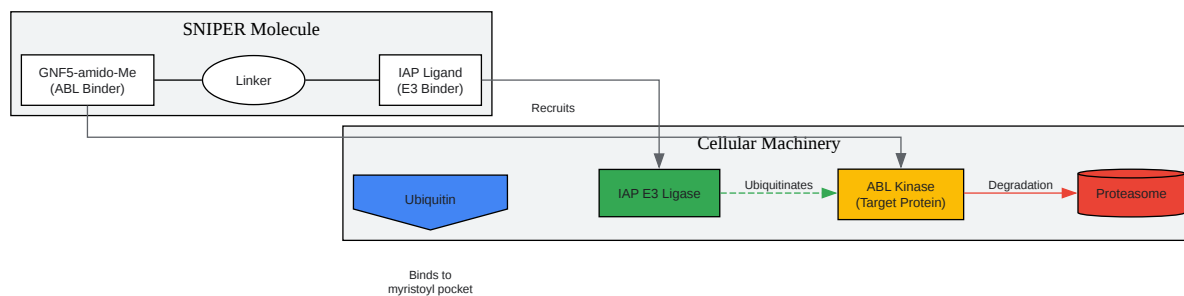 SNIPER Molecule
GNF5-amido-Me
(ABL Binder)
Linker
IAP Ligand
(E3 Binder)
Recruits
Cellular Machinery
Ubiquitin
IAP E3 Ligase
Ubiquitinates
ABL Kinase
(Target Protein)
Degradation
Proteasome
Binds to
myristoyl pocket